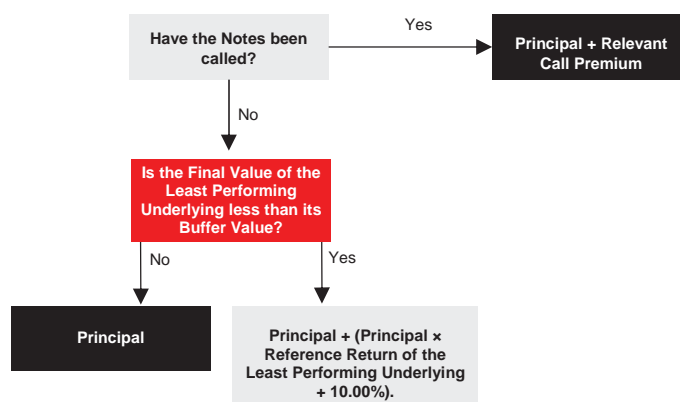 Have the Notes been
called?
Yes
Principal + Relevant
Call Premium
No
Is the Final Value of the
Least Performing
Underlying less than its
Buffer Value?
No
Yes
Principal
Principal + (Principal ×
Reference Return of the
Least Performing Underlying
+ 10.00%).